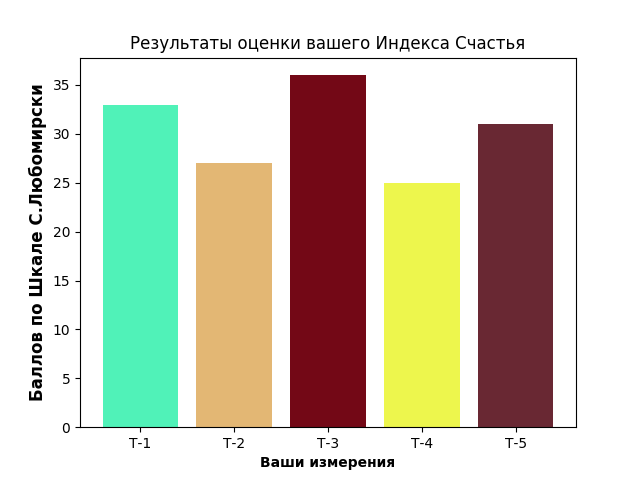 Результаты оценки вашего Индекса Счастья
Баллов по Шкале С.Любомирски
35
30
25
20
15
10
5
0
Т-1 Т-2 Т-3 Т-4 Т-5
Ваши измерения